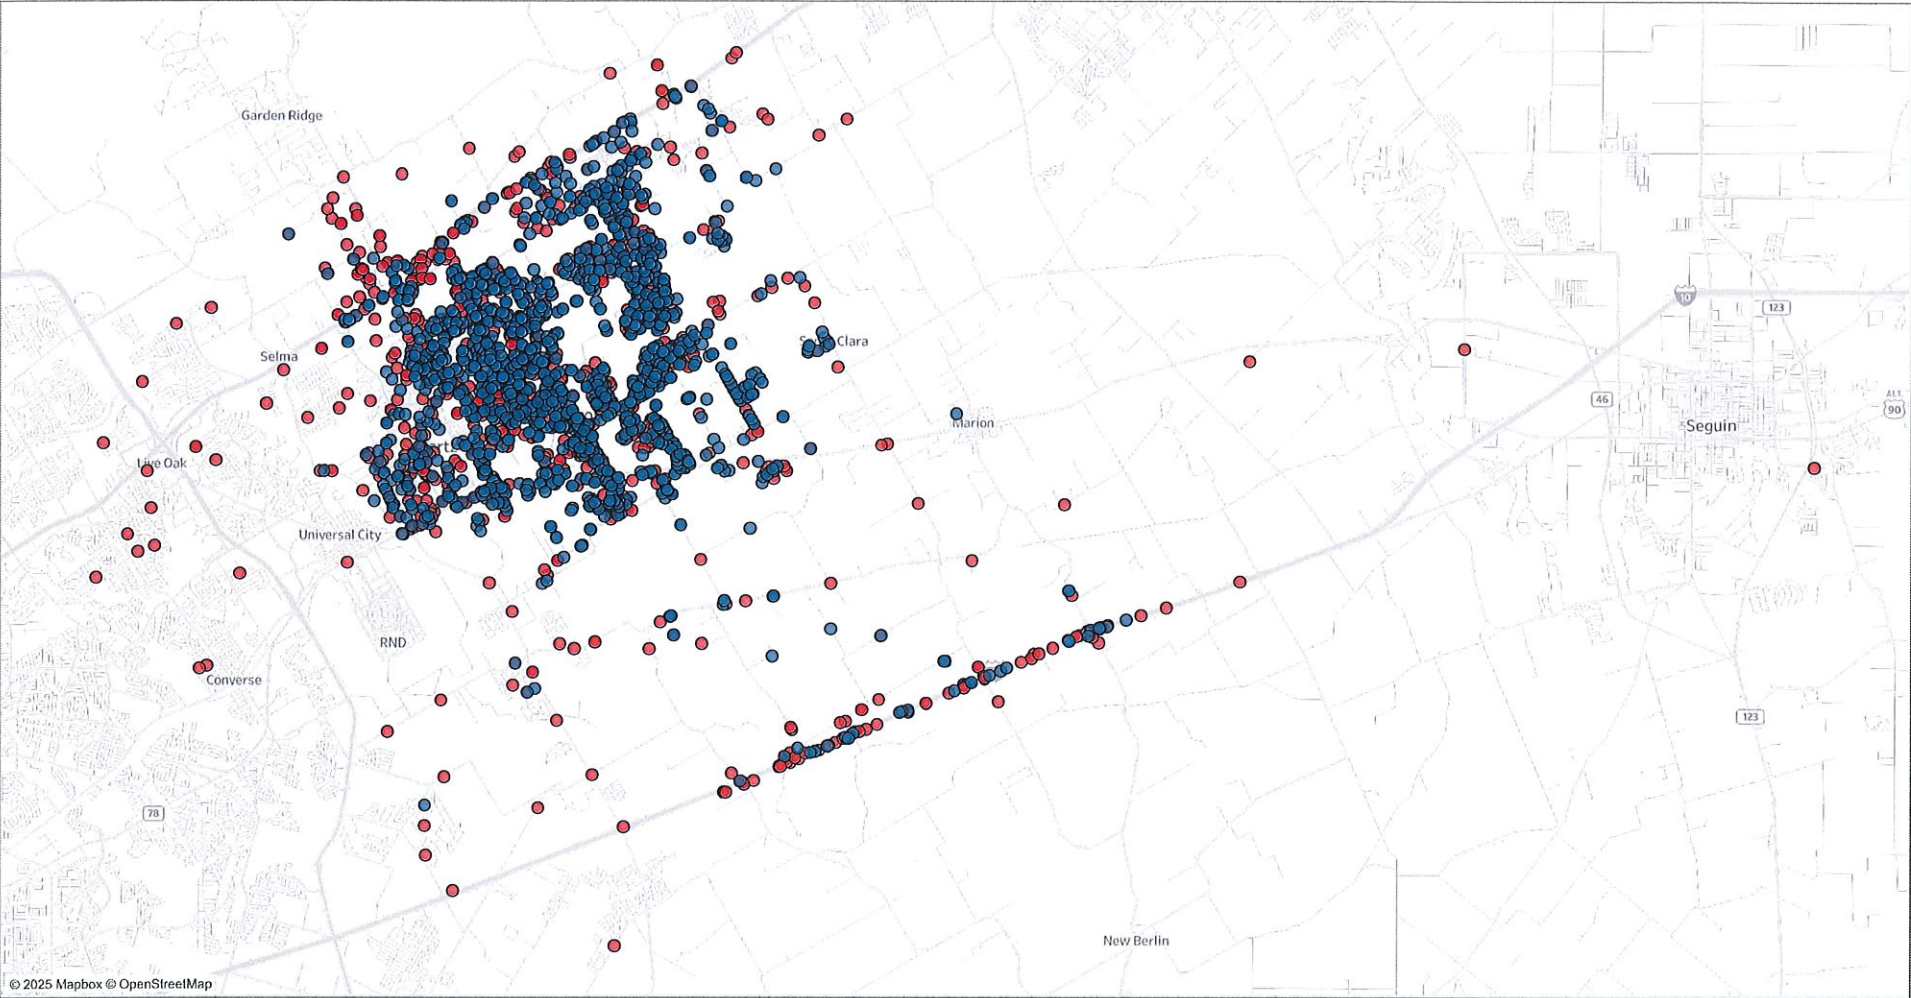 Garden Ridge
10
123
Clara
Selma
46
ALT.
90
Marion
Seguin
Live Oak
Universal City
RND
Converse
123
78
New Berlin
© 2025 Mapbox © OpenStreetMap